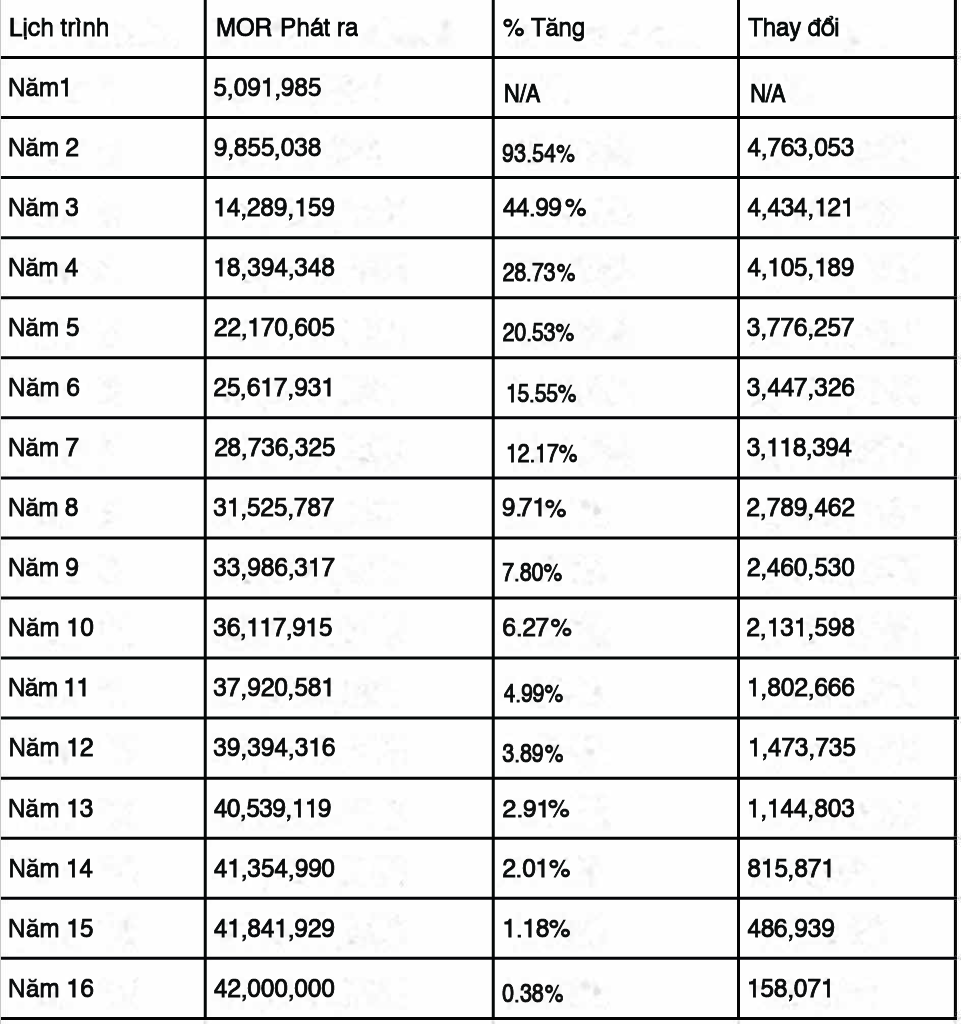 Lịch trình MOR Phát ra % Tăng Thay đổi
Năm1 5,091,985 N/A N/A
Năm 2 9,855,038 93.54% 4,763,053
Năm 3 14,289,159 44.99% 4,434,121
Năm 4 18,394,348 28.73% 4,105,189
Năm 5 22,170,605 20.53% 3,776,257
Năm 6 25,617,931 15.55% 3,447,326
Năm 7 28,736,325 12.17% 3,118,394
Năm 8 31,525,787 9.71% 2,789,462
Năm 9 33,986,317 7.80% 2,460,530
Năm 10 36,117,915 6.27% 2,131,598
Năm 11 37,920,581 4.99% 1,802,666
Năm 12 39,394,316 3.89% 1,473,735
Năm 13 40,539,119 2.91% 1,144,803
Năm 14 41,354,990 2.01% 815,871
Năm 15 41,841,929 1.18% 486,939
Năm 16 42,000,000 0.38% 158,071